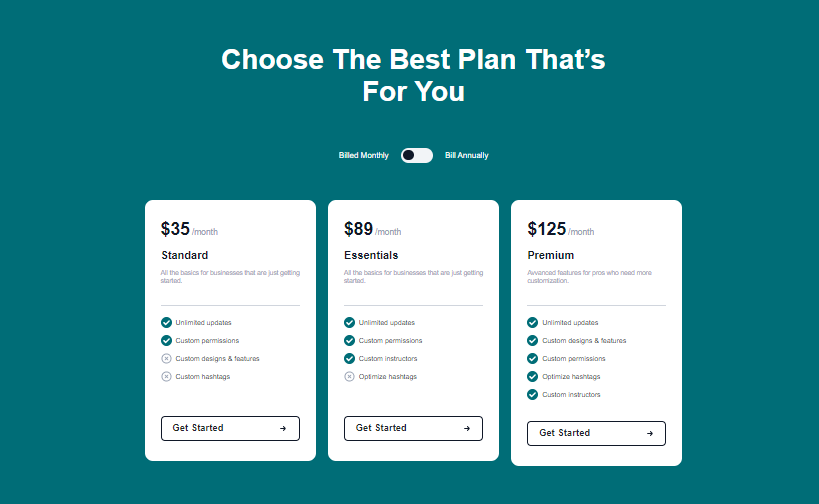 Choose The Best Plan That’s
For You
Billed Monthly
Bill Annually
$35 /month
Standard
All the basics for businesses that are just getting
started.
Unlimited updates
Custom permissions
Custom designs & features
Custom hashtags
Get Started
$89 /month
Essentials
All the basics for businesses that are just getting
started.
Unlimited updates
Custom permissions
Custom instructors
Optimize hashtags
Get Started
$125 /month
Premium
Avvanced features for pros who need more
customization.
Unlimited updates
Custom designs & features
Custom permissions
Optimize hashtags
Custom instructors
Get Started